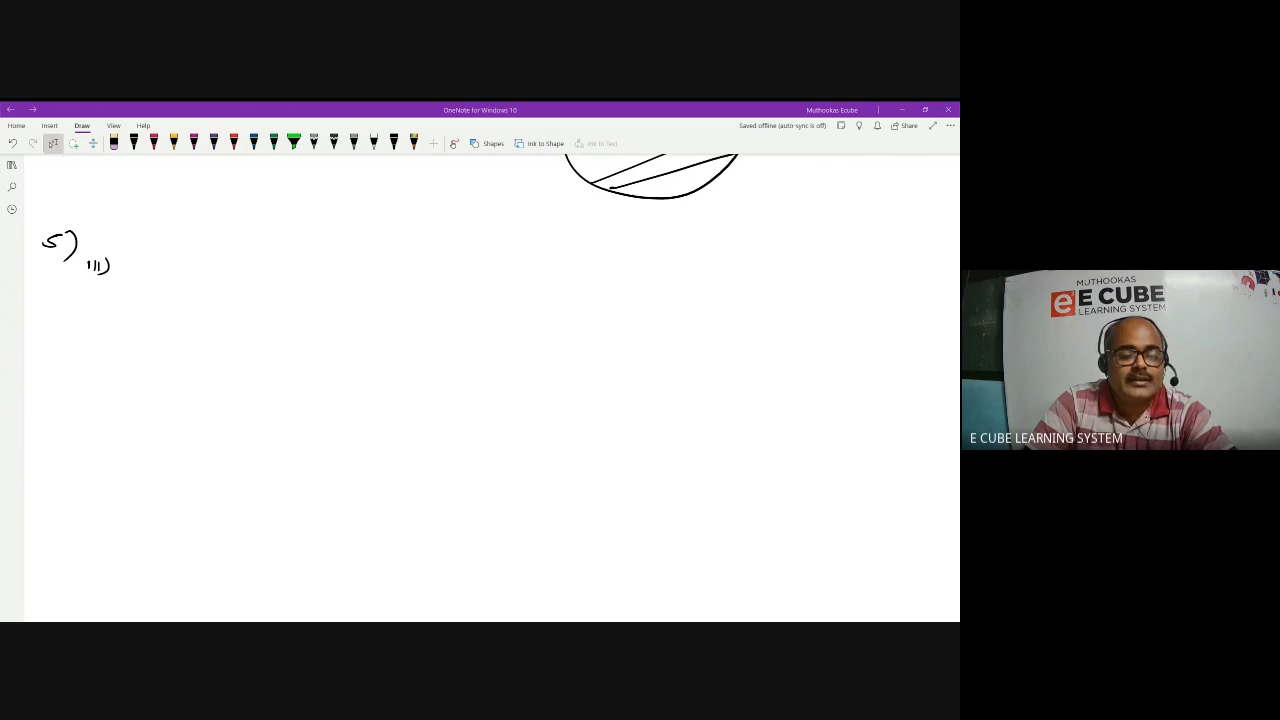 OneNote for Windows 10
Muthookas Ecube
Home Insert Draw View Help
Saved offline (auto-sync is off)
Share
Shapes
Ink to Shape
Ink to Text
5)
iii)
MUTHOOKAS
e E CUBE
LEARNING SYSTEM
E CUBE LEARNING SYSTEM